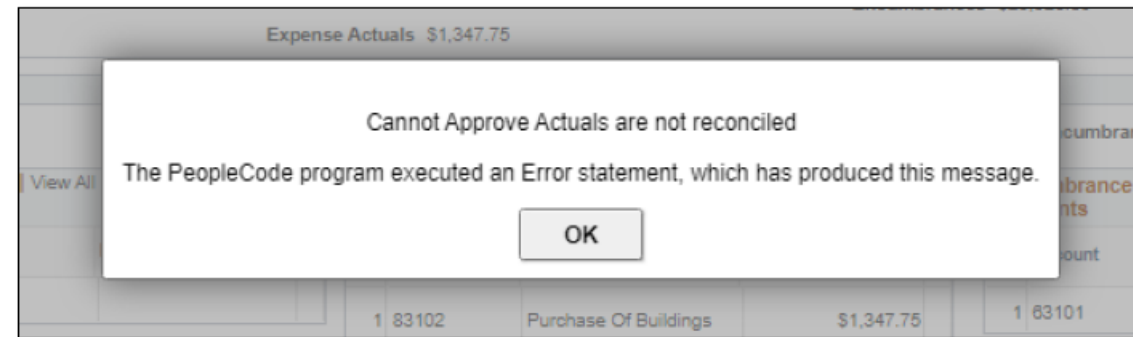 Expense Actuals $1,347.75
Cannot Approve Actuals are not reconciled
The PeopleCode program executed an Error statement, which has produced this message.
View All
OK
ount
1 83102 Purchase Of Buildings $1,347.75
1 63101